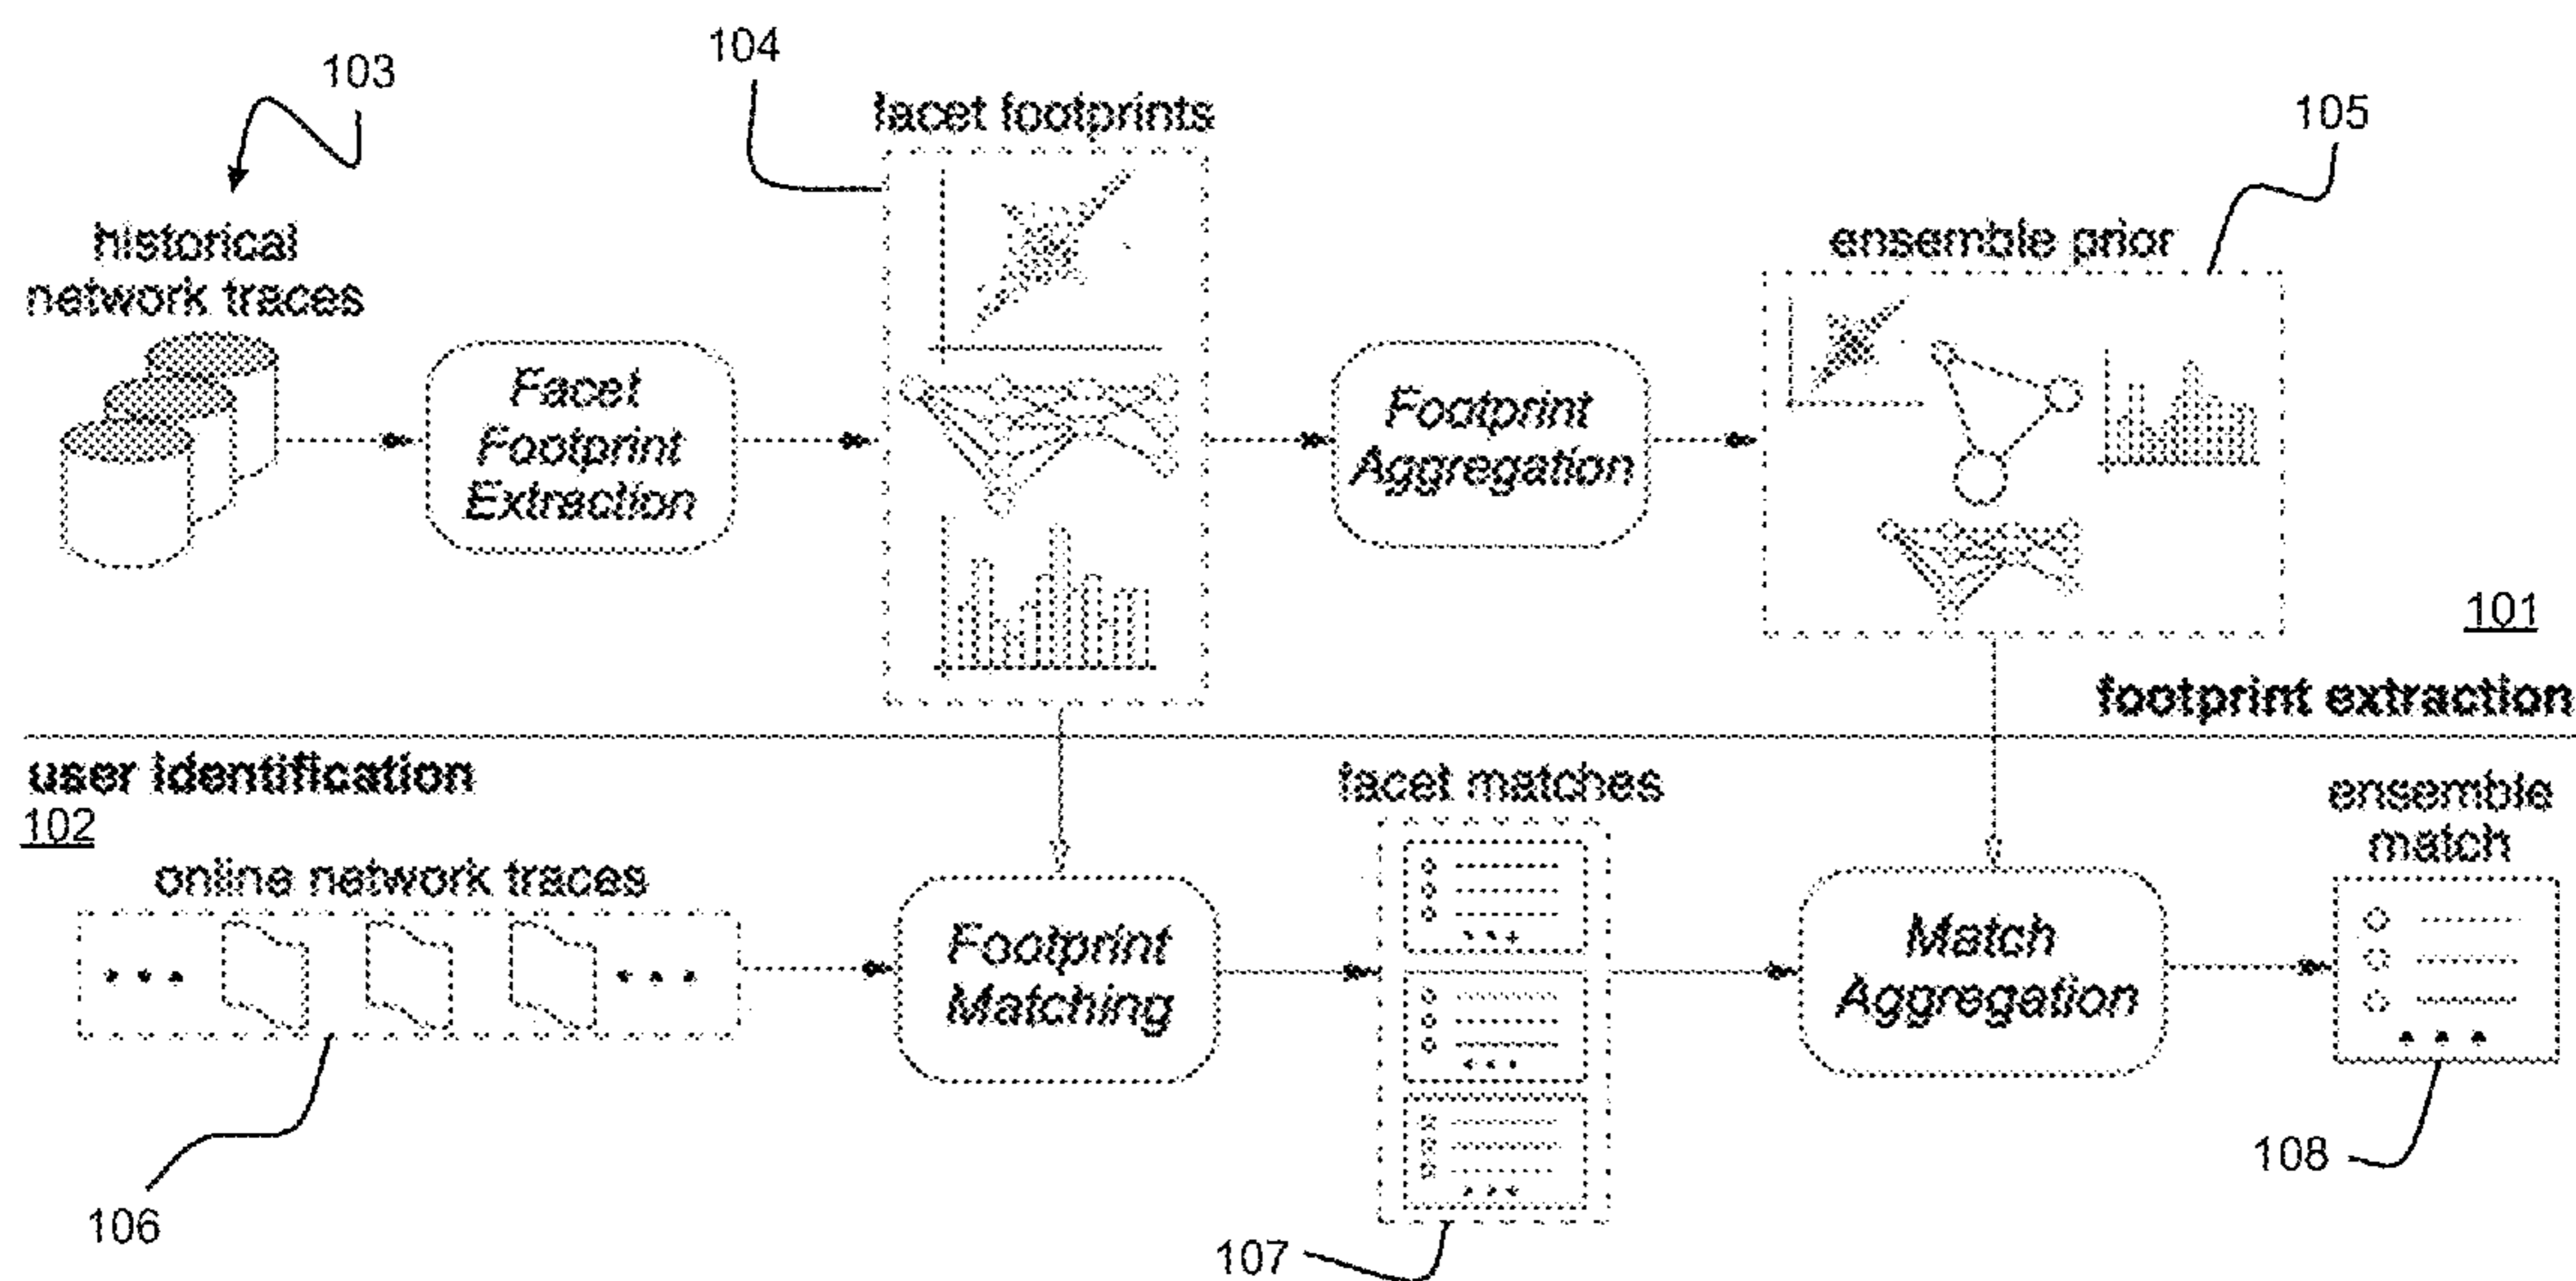 103
104
facet footprints
105
historical
network traces
ensemble prior
Facet
Footprint
Extraction
Footprint
Aggregation
101
footprint extraction
user identification
102
facet matches
ensemble
match
online network traces
Footprint
Matching
Match
Aggregation
106
107
108